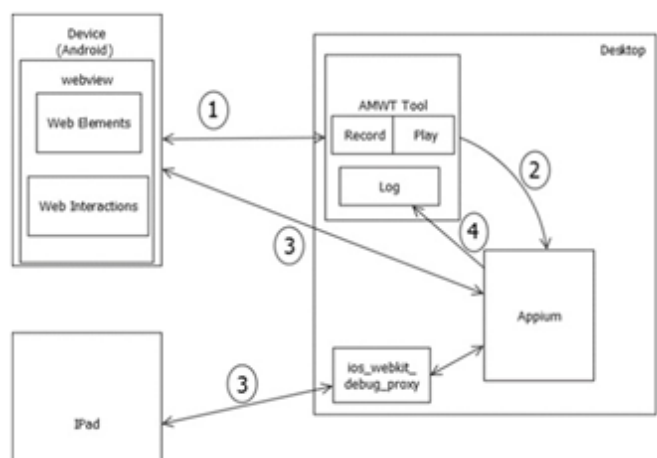 Device
(Android)
webview
Web Elements
Web Interactions
1
Desktop
AMWT Tool
Record
Play
Log
2
3
4
Appium
ios_webkit_
debug_proxy
3
IPad